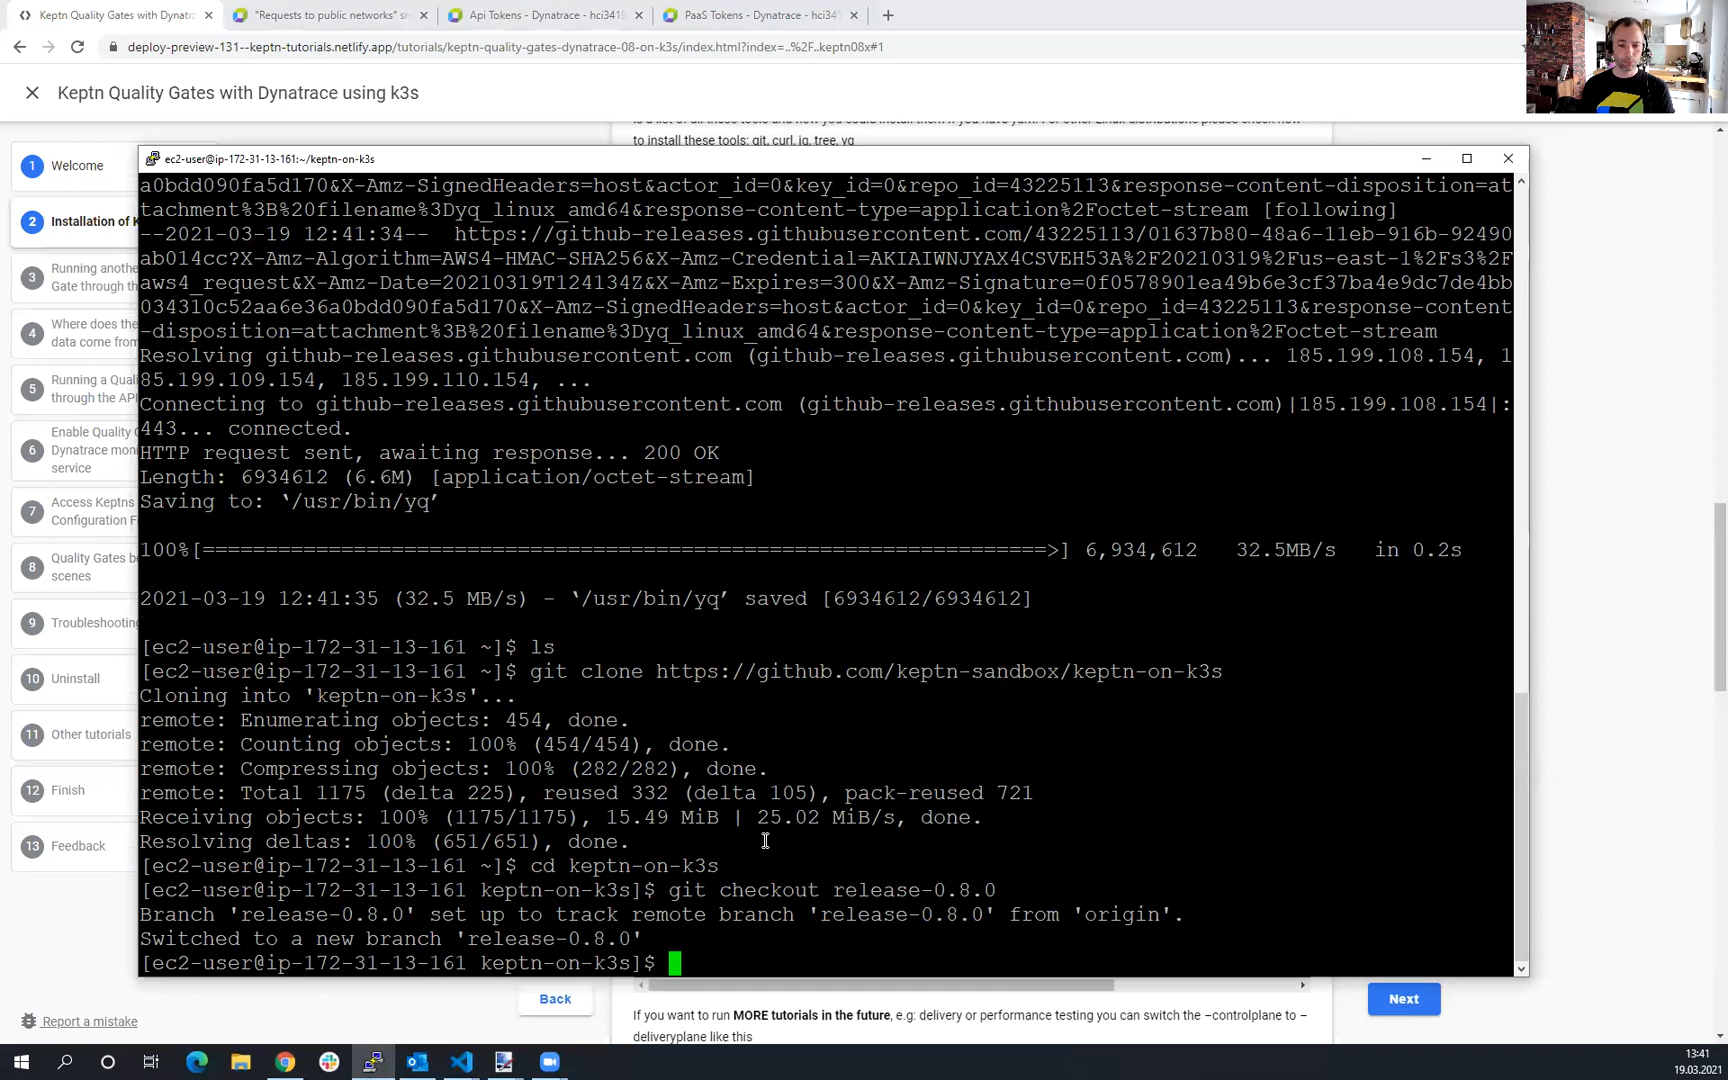 Keptn Quality Gates with Dynatra
"Requests to public networks" sn
Api Tokens - Dynatrace - hci3419
PaaS Tokens - Dynatrace - hci341
deploy-preview-131--keptn-tutorials.netlify.app/tutorials/keptn-quality-gates-dynatrace-08-on-k3s/index.html?index=..%2F..keptn08x#1
Keptn Quality Gates with Dynatrace using k3s
to install these tools: git, curl, jq, tree, yq
1 Welcome
2 Installation of K
3 Running anothe
Gate through th
4 Where does the
data come from
5 Running a Quali
through the API
6 Enable Quality G
Dynatrace moni
service
7 Access Keptns
Configuration F
8 Quality Gates be
scenes
9 Troubleshooting
10 Uninstall
11 Other tutorials
12 Finish
13 Feedback
ec2-user@ip-172-31-13-161:~/keptn-on-k3s
a0bdd090fa5d170&X-Amz-SignedHeaders=host&actor_id=0&key_id=0&repo_id=43225113&response-content-disposition=at
tachment%3B%20filename%3Dyq_linux_amd64&response-content-type=application%2Foctet-stream [following]
--2021-03-19 12:41:34--  https://github-releases.githubusercontent.com/43225113/01637b80-48a6-11eb-916b-92490
ab014cc?X-Amz-Algorithm=AWS4-HMAC-SHA256&X-Amz-Credential=AKIAIWNJYAX4CSVEH53A%2F20210319%2Fus-east-1%2Fs3%2F
aws4_request&X-Amz-Date=20210319T124134Z&X-Amz-Expires=300&X-Amz-Signature=0f0578901ea49b6e3cf37ba4e9dc7de4bb
034310c52aa6e36a0bdd090fa5d170&X-Amz-SignedHeaders=host&actor_id=0&key_id=0&repo_id=43225113&response-content
-disposition=attachment%3B%20filename%3Dyq_linux_amd64&response-content-type=application%2Foctet-stream
Resolving github-releases.githubusercontent.com (github-releases.githubusercontent.com)... 185.199.108.154, 1
85.199.109.154, 185.199.110.154, ...
Connecting to github-releases.githubusercontent.com (github-releases.githubusercontent.com)|185.199.108.154|:
443... connected.
HTTP request sent, awaiting response... 200 OK
Length: 6934612 (6.6M) [application/octet-stream]
Saving to: ‘/usr/bin/yq’
100%[===================================================================>] 6,934,612   32.5MB/s   in 0.2s
2021-03-19 12:41:35 (32.5 MB/s) - ‘/usr/bin/yq’ saved [6934612/6934612]
[ec2-user@ip-172-31-13-161 ~]$ ls
[ec2-user@ip-172-31-13-161 ~]$ git clone https://github.com/keptn-sandbox/keptn-on-k3s
Cloning into 'keptn-on-k3s'...
remote: Enumerating objects: 454, done.
remote: Counting objects: 100% (454/454), done.
remote: Compressing objects: 100% (282/282), done.
remote: Total 1175 (delta 225), reused 332 (delta 105), pack-reused 721
Receiving objects: 100% (1175/1175), 15.49 MiB | 25.02 MiB/s, done.
Resolving deltas: 100% (651/651), done.
[ec2-user@ip-172-31-13-161 ~]$ cd keptn-on-k3s
[ec2-user@ip-172-31-13-161 keptn-on-k3s]$ git checkout release-0.8.0
Branch 'release-0.8.0' set up to track remote branch 'release-0.8.0' from 'origin'.
Switched to a new branch 'release-0.8.0'
[ec2-user@ip-172-31-13-161 keptn-on-k3s]$
Back
Next
If you want to run MORE tutorials in the future, e.g: delivery or performance testing you can switch the –controlplane to –
deliveryplane like this
Report a mistake
13:41
19.03.2021